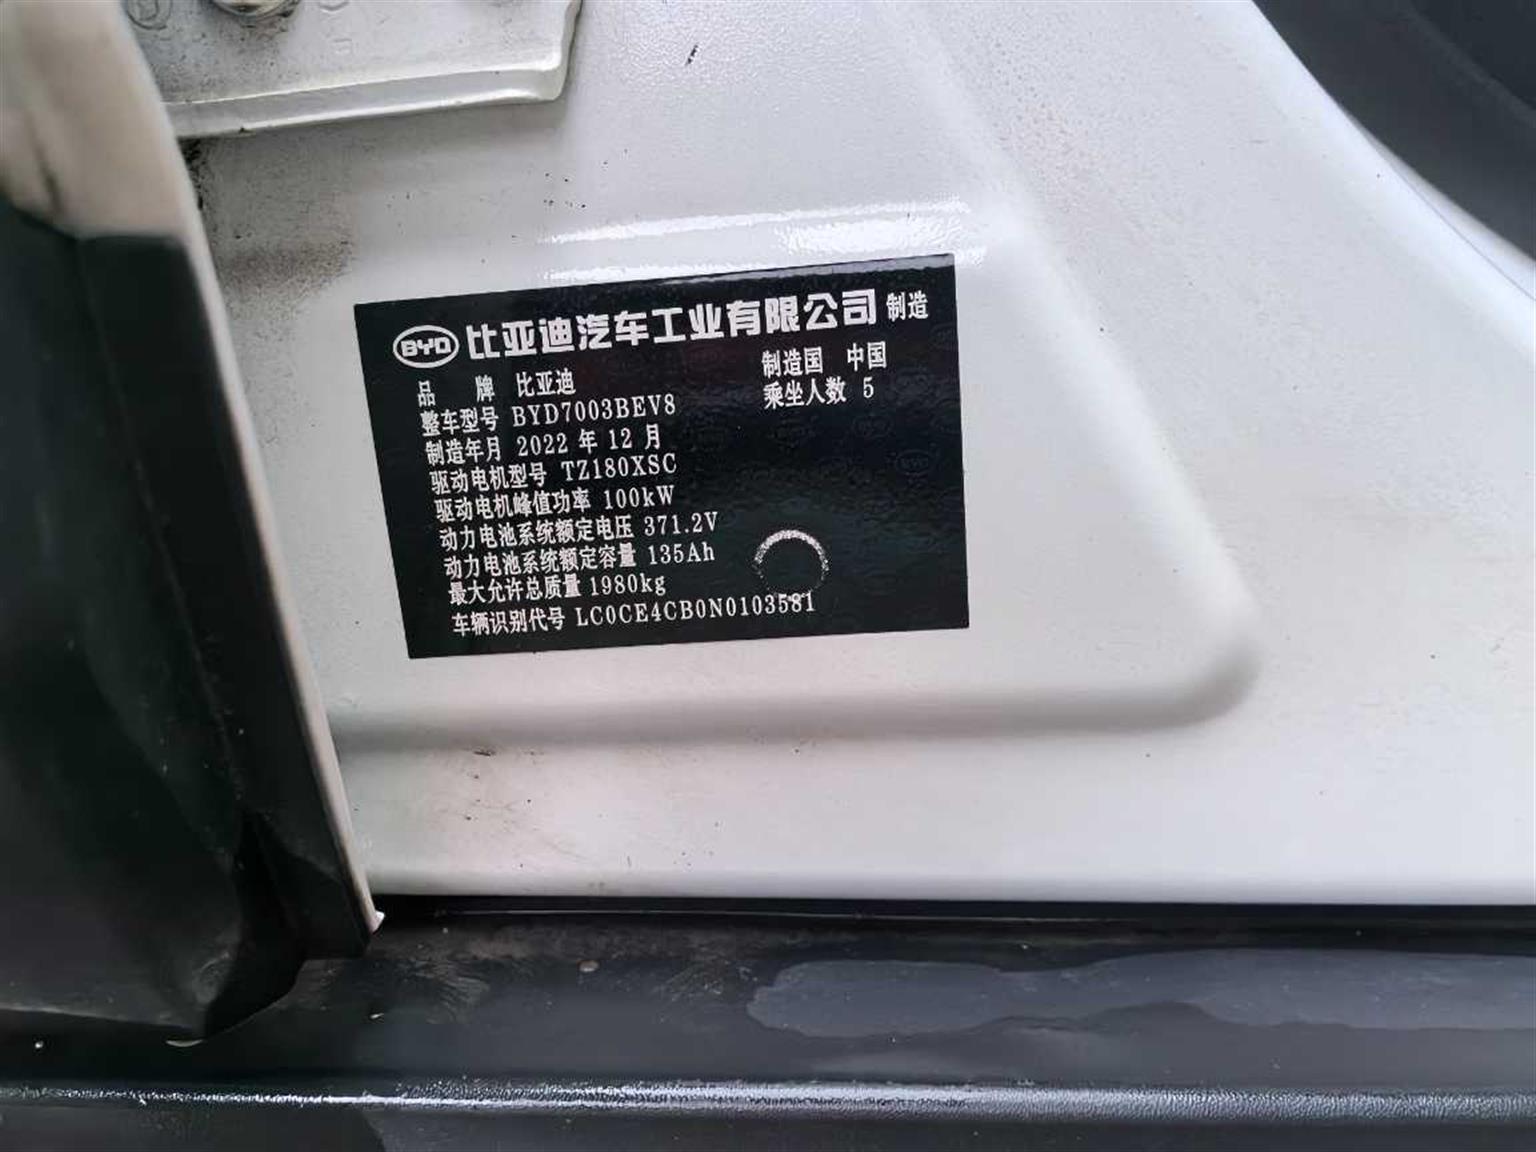 BYD 比亚迪汽车工业有限公司 制造
品 牌 比亚迪 制造国 中国
整车型号 BYD7003BEV8 乘坐人数 5
制造年月 2022 年 12 月
驱动电机型号 TZ180XSC
驱动电机峰值功率 100kW
动力电池系统额定电压 371.2V
动力电池系统额定容量 135Ah
最大允许总质量 1980kg
车辆识别代号 LC0CE4CB0N0103581